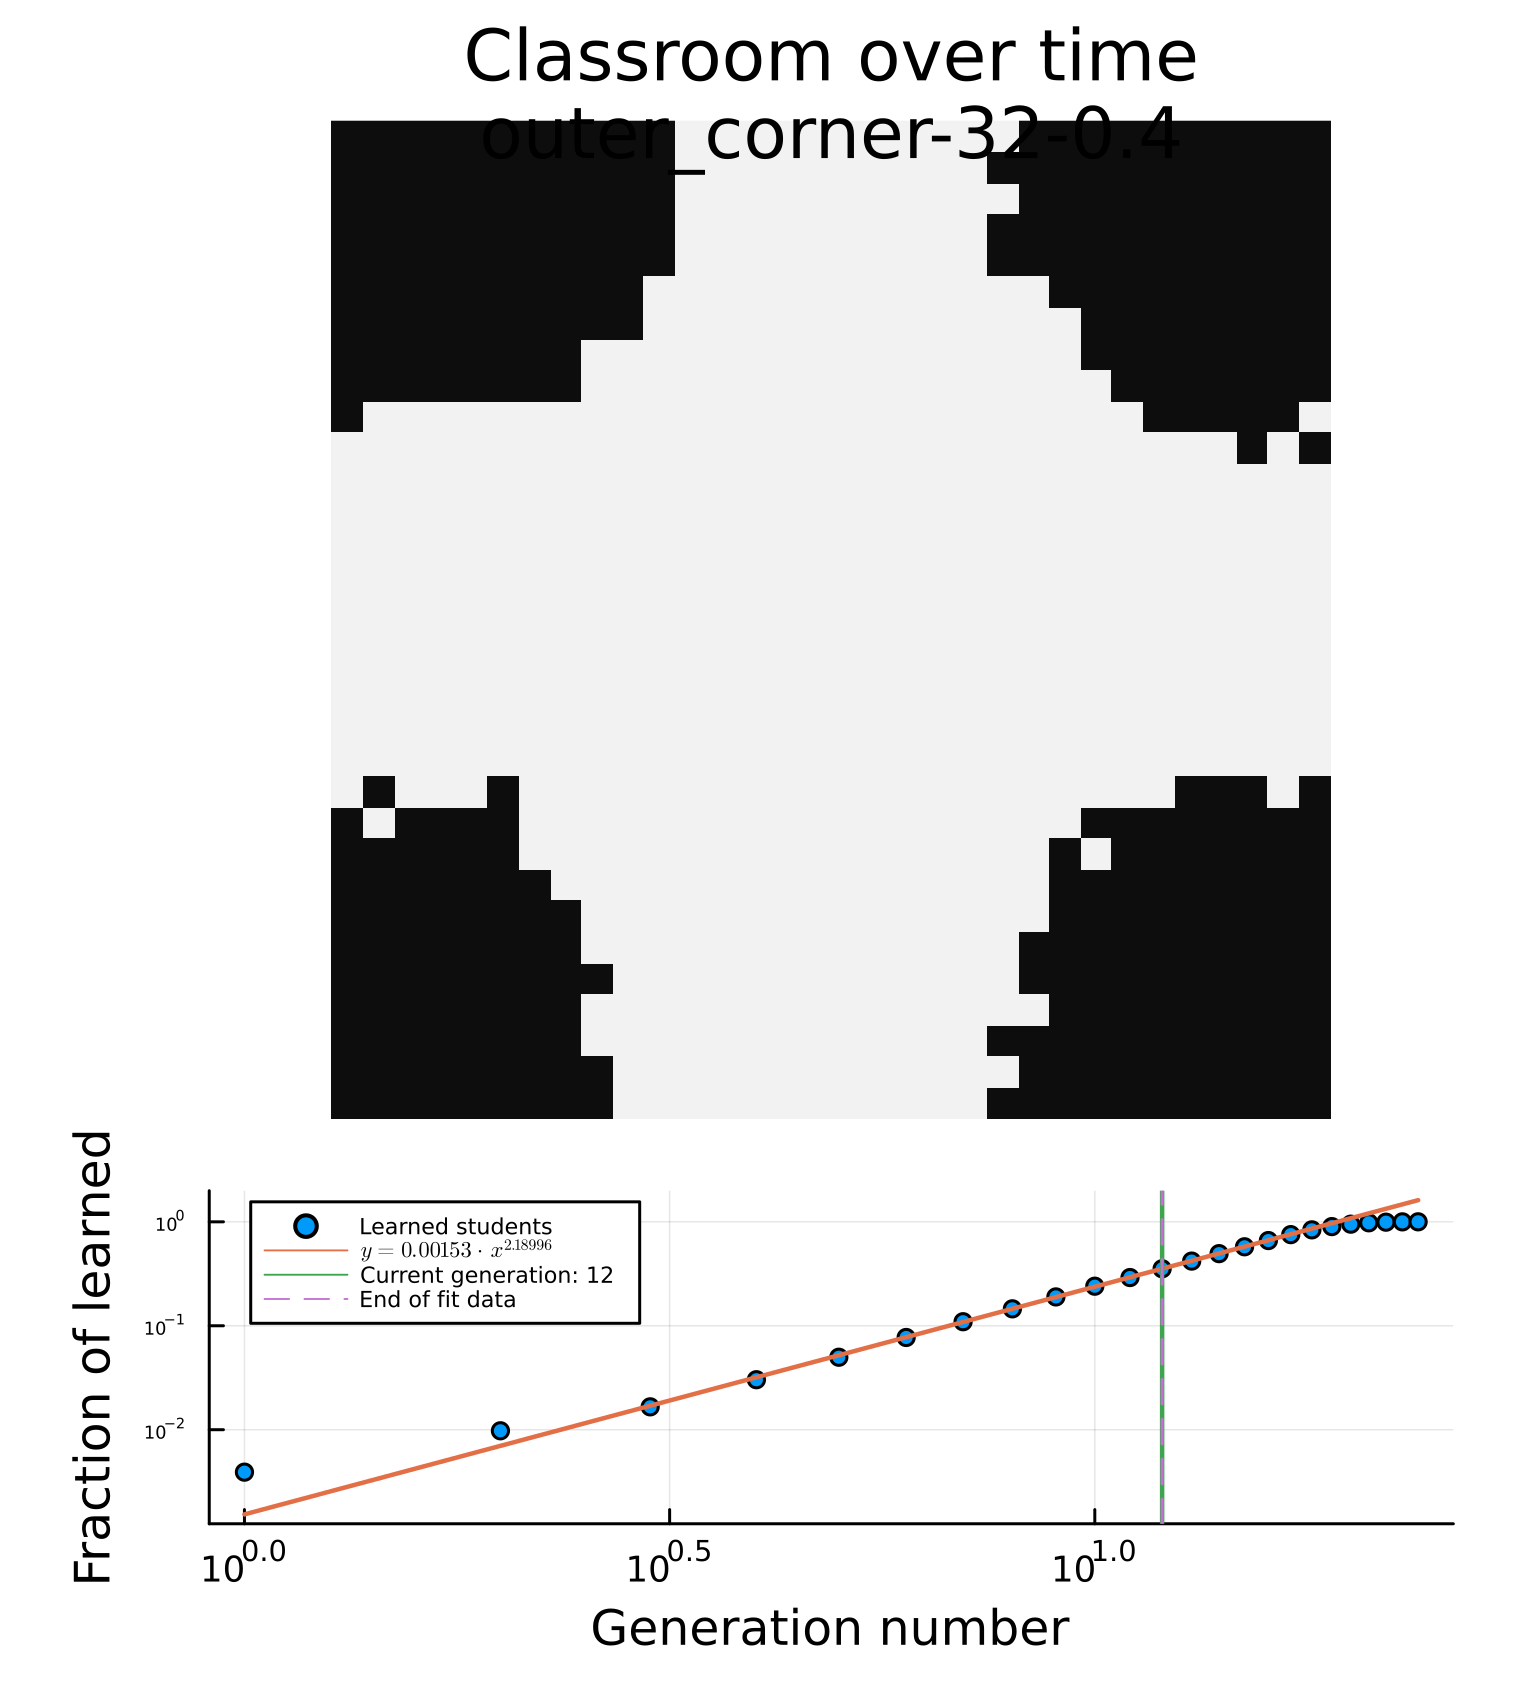 Classroom over time
outer_corner-32-0.4
Fraction of learned
10^0
10^-1
10^-2
Learned students
y = 0.00153 · x^2.18996
Current generation: 12
End of fit data
10^0.0
10^0.5
10^1.0
Generation number